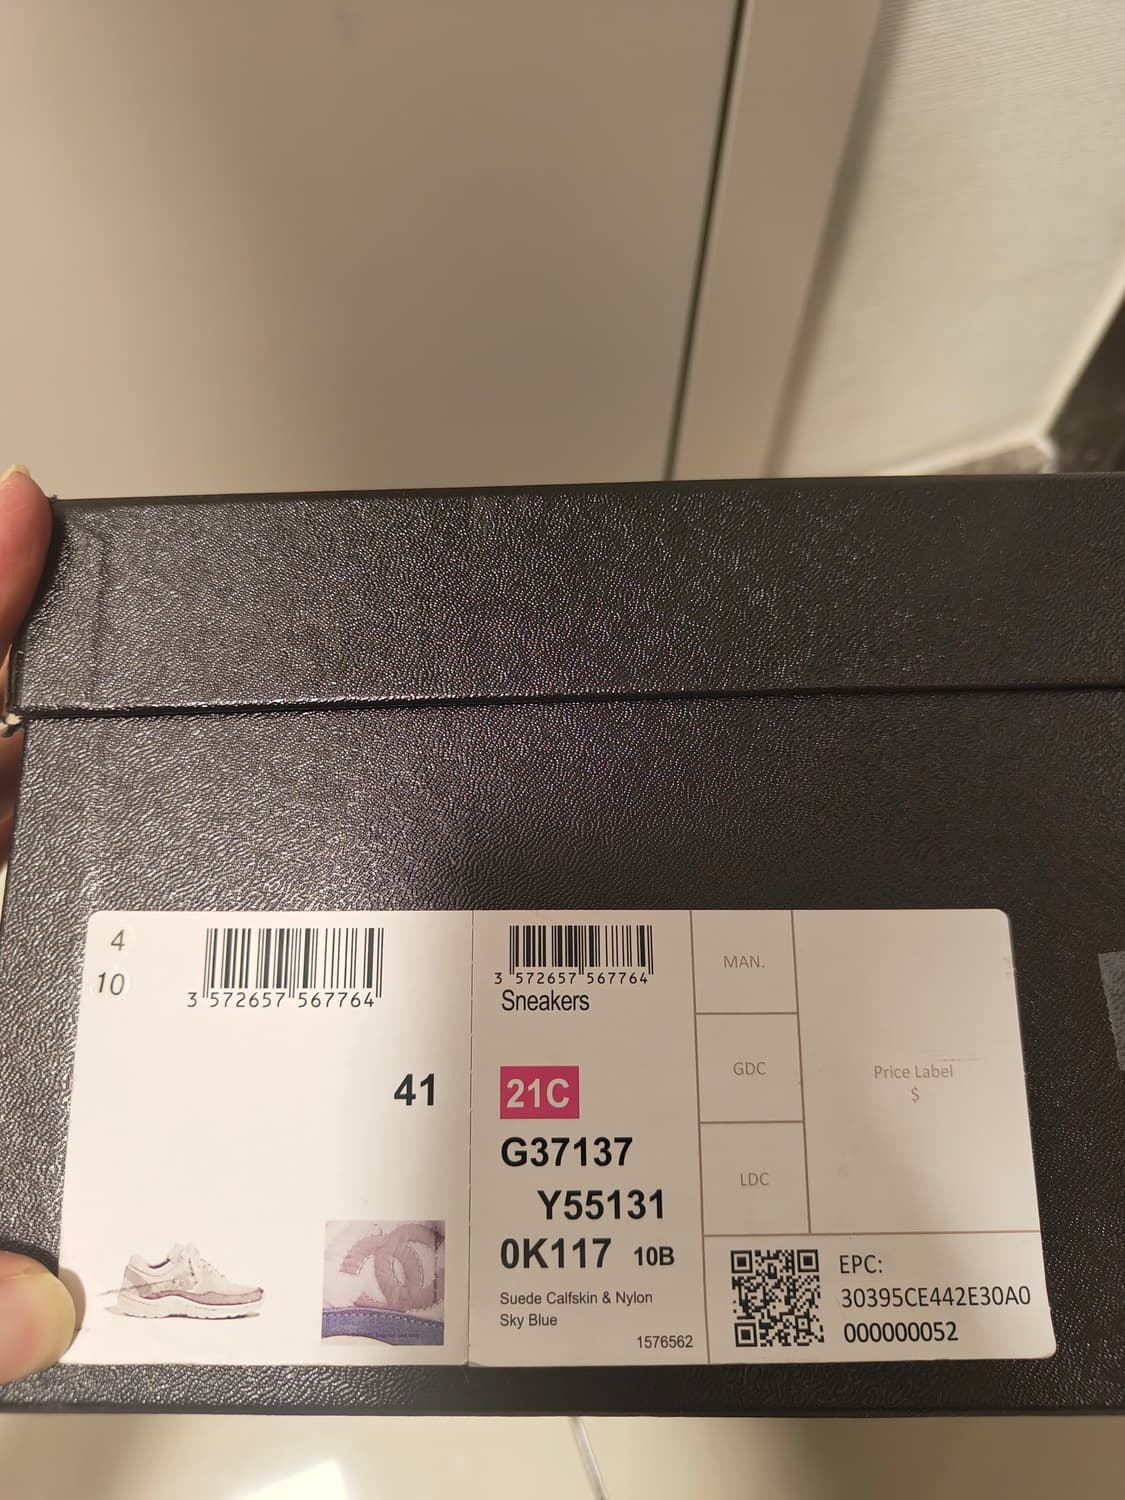 4
10
3 572657 567764
41
3 572657 567764
Sneakers
21C
G37137
Y55131
0K117 10B
Suede Calfskin & Nylon
Sky Blue
1576562
MAN.
GDC
LDC
Price Label
$
EPC:
30395CE442E30A0
000000052